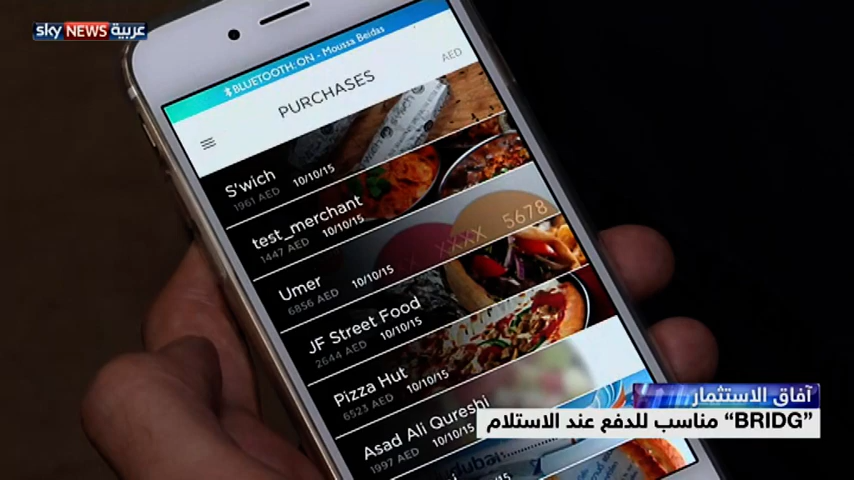 sky NEWS عربية
BLUETOOTH: ON - Moussa Beidas
PURCHASES
AED
S'wich
1961 AED 10/10/15
test_merchant
1447 AED 10/10/15
XXXX 5678
Umer
6856 AED 10/10/15
JF Street Food
2644 AED 10/10/15
Pizza Hut
6523 AED 10/10/15
Asad Ali Qureshi
1997 AED 10/10/15
dubai
آفاق الاستثمار
"BRIDG" مناسب للدفع عند الاستلام